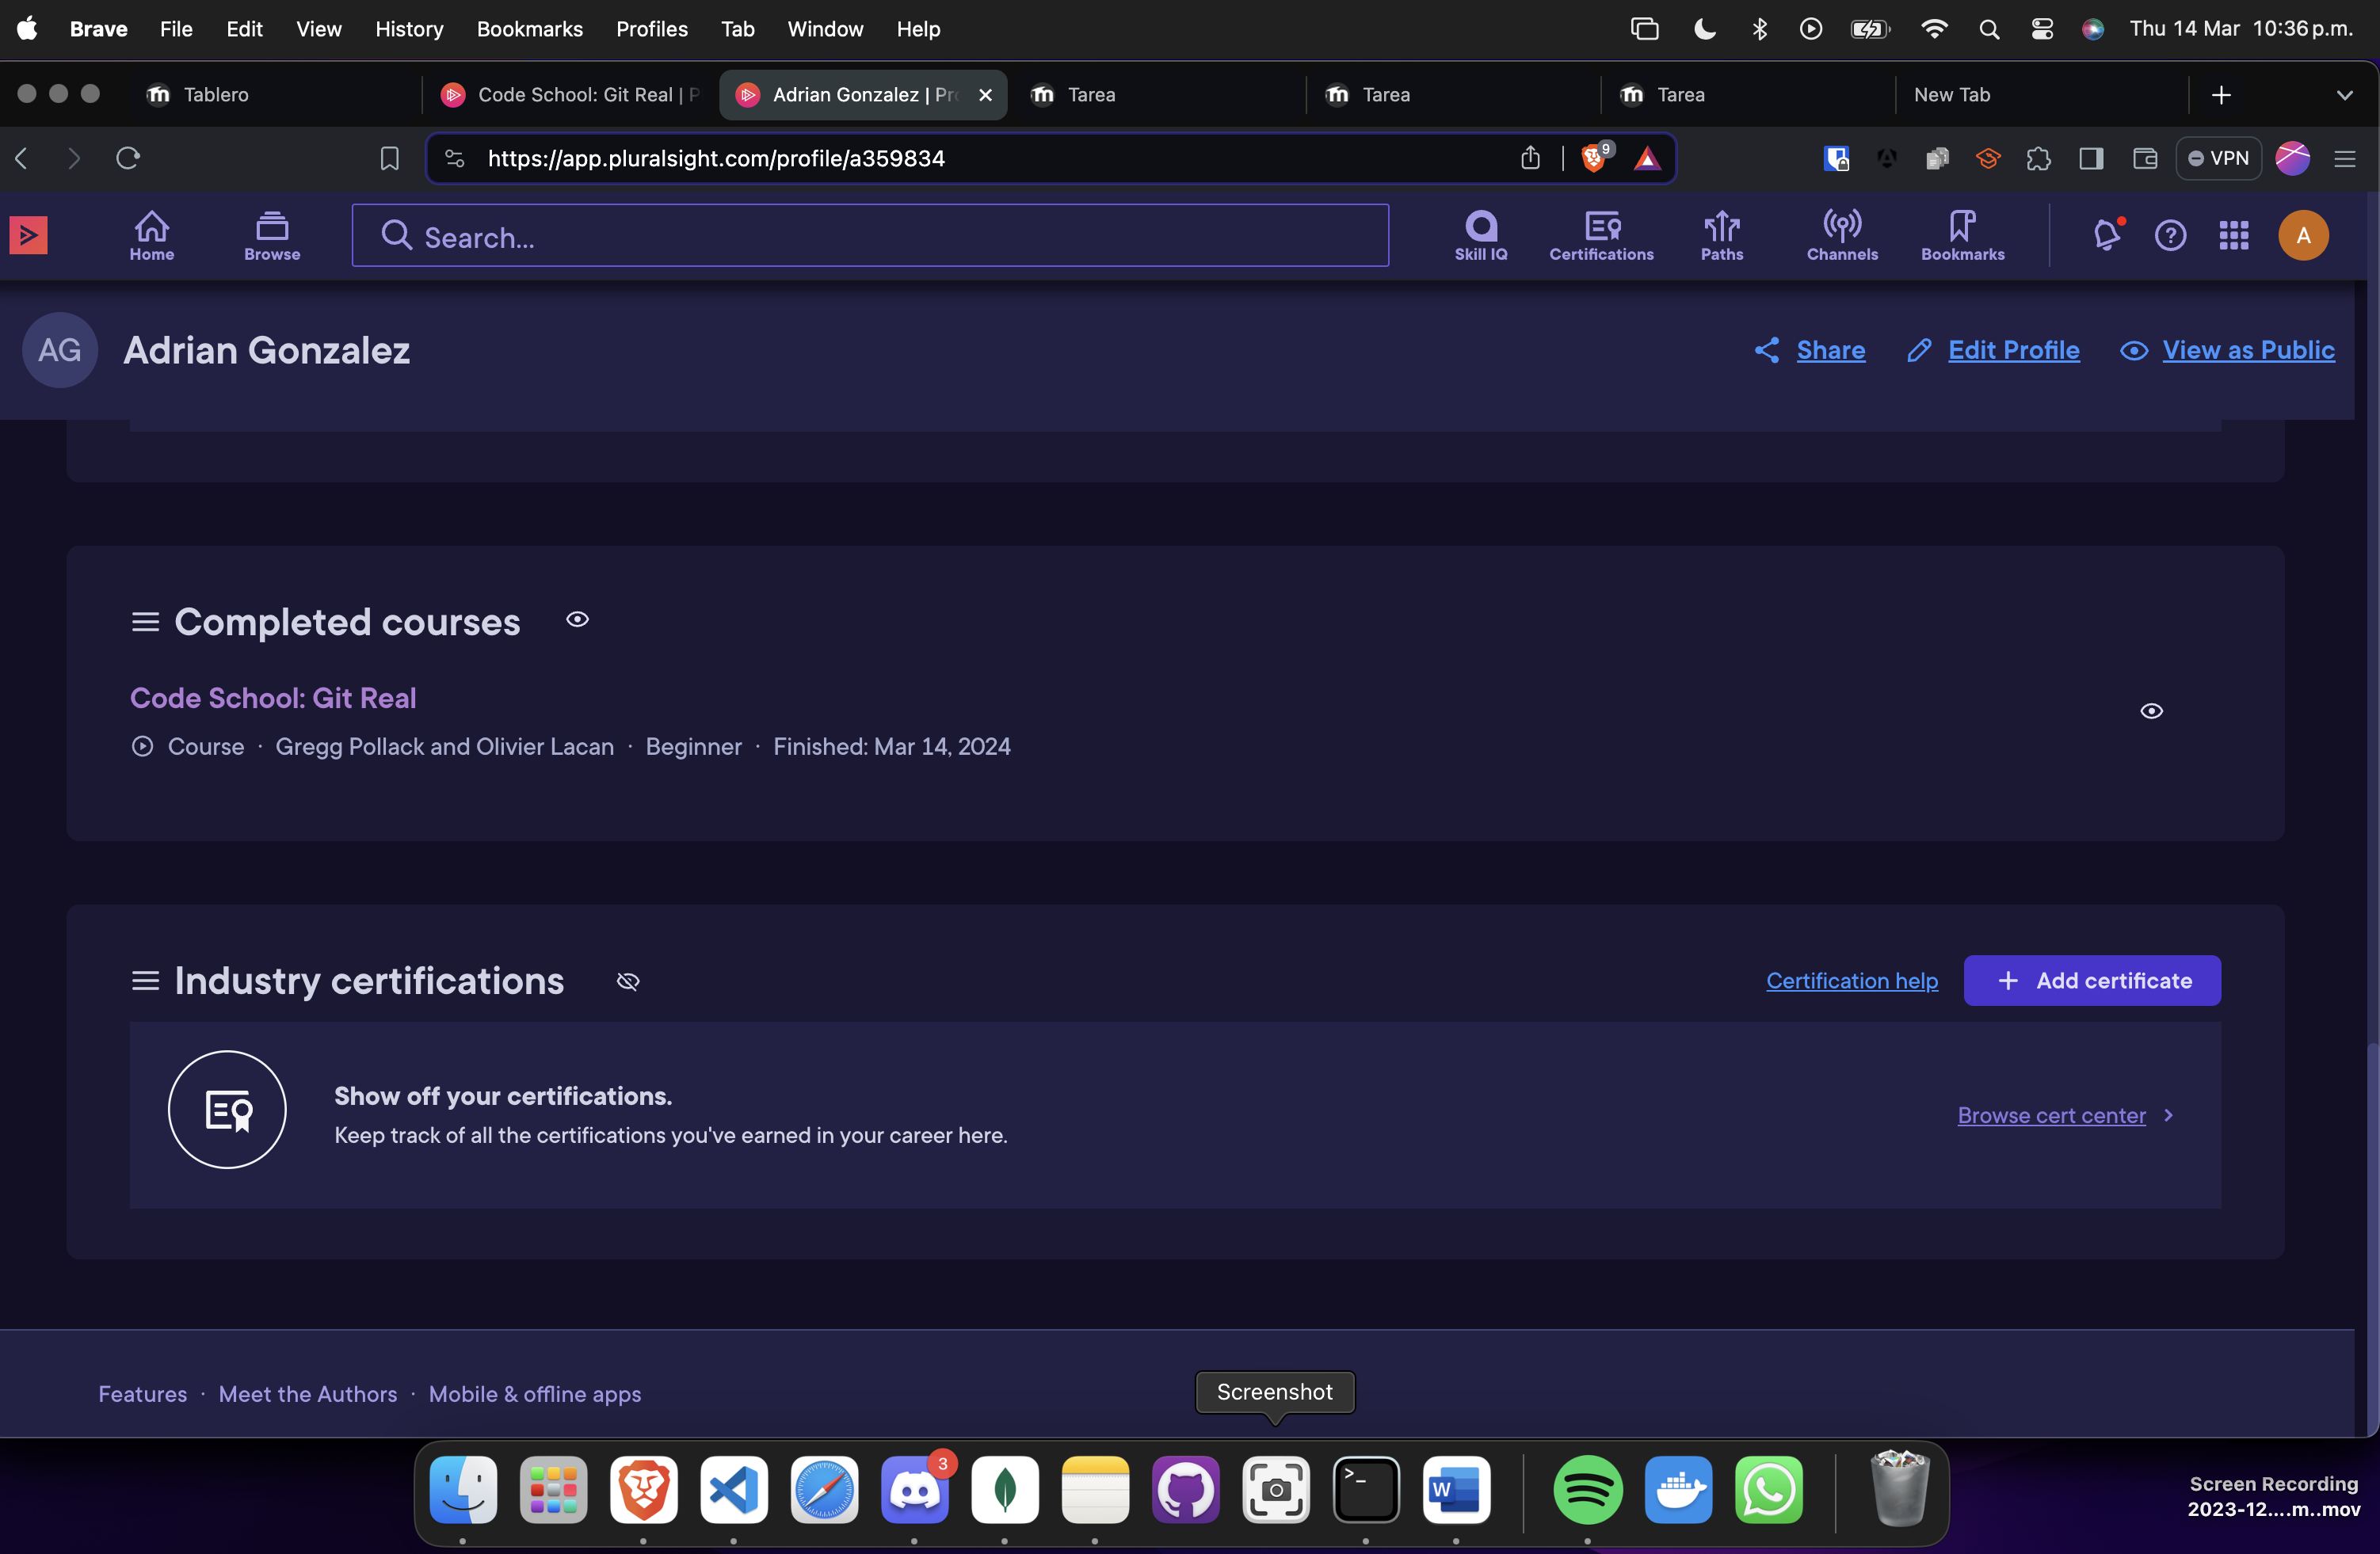 Brave File Edit View History Bookmarks Profiles Tab Window Help Thu 14 Mar 10:36 p.m.
Tablero Code School: Git Real | P Adrian Gonzalez | Pro Tarea Tarea Tarea New Tab
https://app.pluralsight.com/profile/a359834 9 VPN
Home Browse Search... Skill IQ Certifications Paths Channels Bookmarks A
AG Adrian Gonzalez Share Edit Profile View as Public
Completed courses
Code School: Git Real
Course · Gregg Pollack and Olivier Lacan · Beginner · Finished: Mar 14, 2024
Industry certifications Certification help + Add certificate
Show off your certifications.
Keep track of all the certifications you've earned in your career here.
Browse cert center
Features · Meet the Authors · Mobile & offline apps
Screenshot
3
W
Screen Recording
2023-12....m..mov